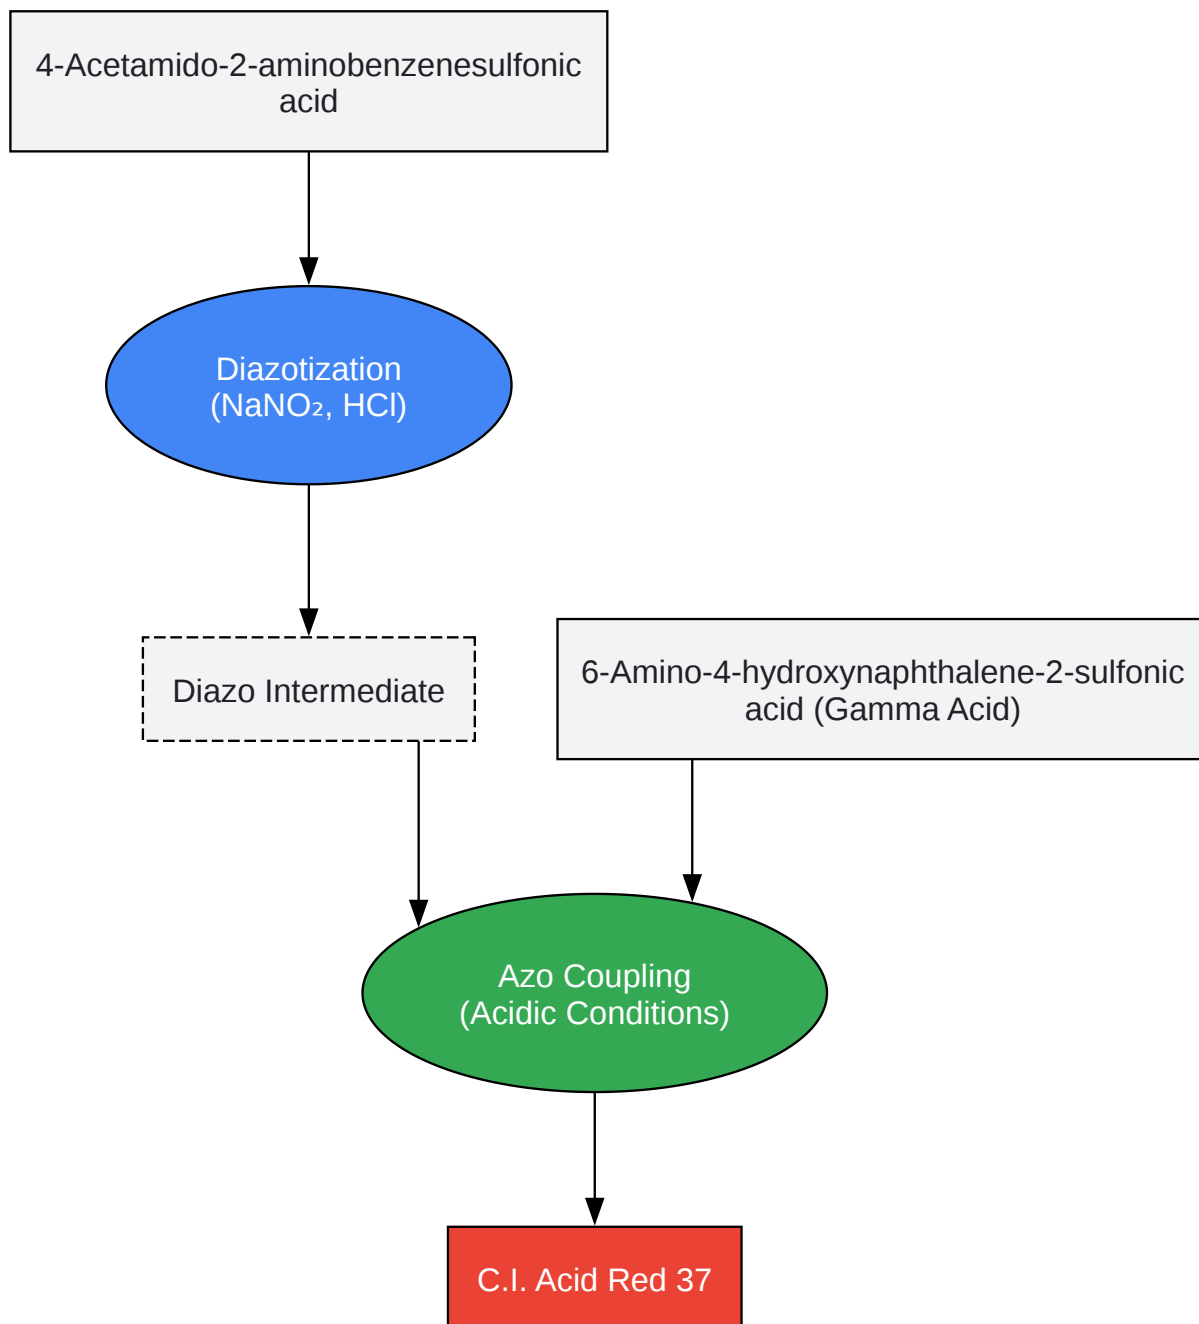 4-Acetamido-2-aminobenzenesulfonic
acid
Diazotization
(NaNO₂, HCl)
Diazo Intermediate
6-Amino-4-hydroxynaphthalene-2-sulfonic
acid (Gamma Acid)
Azo Coupling
(Acidic Conditions)
C.I. Acid Red 37